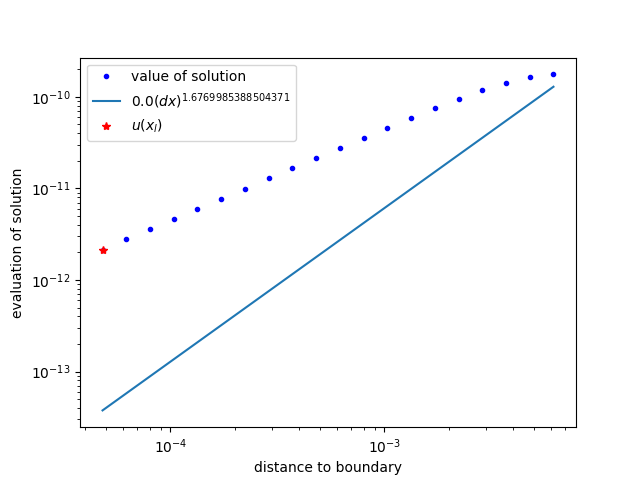 value of solution
0.0(dx)^1.6769985388504371
u(x_l)
10^-10
10^-11
10^-12
10^-13
evaluation of solution
10^-4
10^-3
distance to boundary